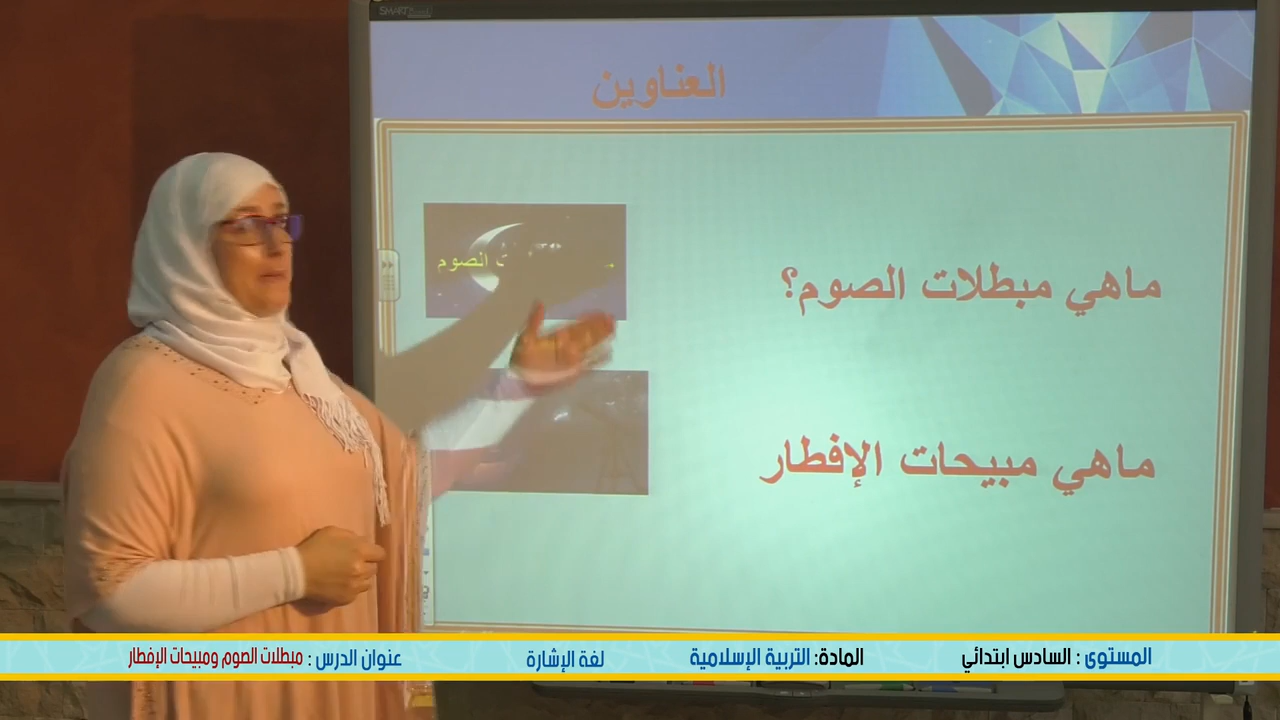 SMART
العناوين
ماهي مبطلات الصوم؟
ت الصوم
ماهي مبيحات الإفطار
المستوى : السادس ابتدائي
المادة: التربية الإسلامية
لغة الإشارة
عنوان الدرس : مبطلات الصوم ومبيحات الإفطار